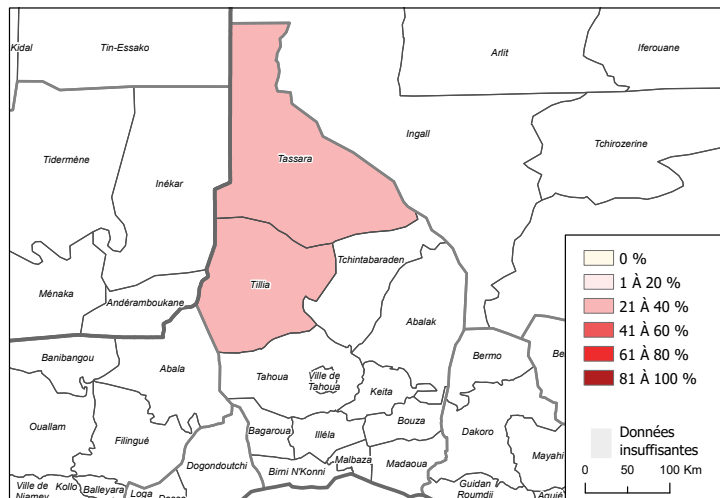 Kidal
Tin-Essako
Arlit
Iferouane
Ingall
Tassara
Tchirozerine
Tidermène
Inékar
Tchintabaraden
Tillia
Ménaka
Andéramboukane
Abalak
Banibangou
Abala
Bermo
Be
Tahoua
Ville de
Tahoua
Keita
Ouallam
Filingué
Bagaroua
Illéla
Bouza
Dakoro
Mayahi
Dogondoutchi
Birni N'Konni
Malbaza
Madaoua
Ville de
Niamey
Kollo
Balleyara
Loga
Guidan
Roumdji
Aguié
0 %
1 À 20 %
21 À 40 %
41 À 60 %
61 À 80 %
81 À 100 %
Données
insuffisantes
0 50 100 Km